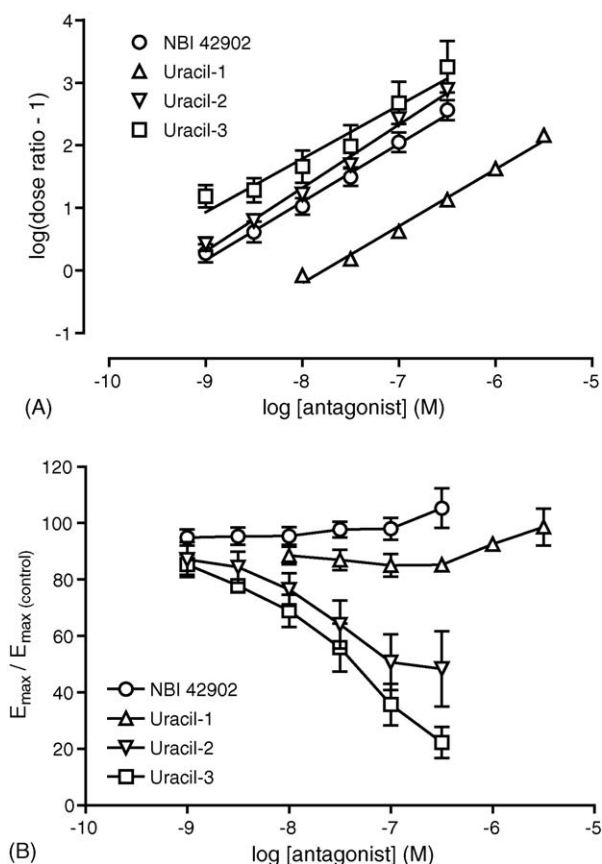 NBI 42902
Uracil-1
Uracil-2
Uracil-3
log(dose ratio - 1)
4
3
2
1
0
-1
-10 -9 -8 -7 -6 -5
(A) log [antagonist] (M)
Emax / Emax (control)
120
100
80
60
40
20
0
NBI 42902
Uracil-1
Uracil-2
Uracil-3
-10 -9 -8 -7 -6 -5
(B) log [antagonist] (M)